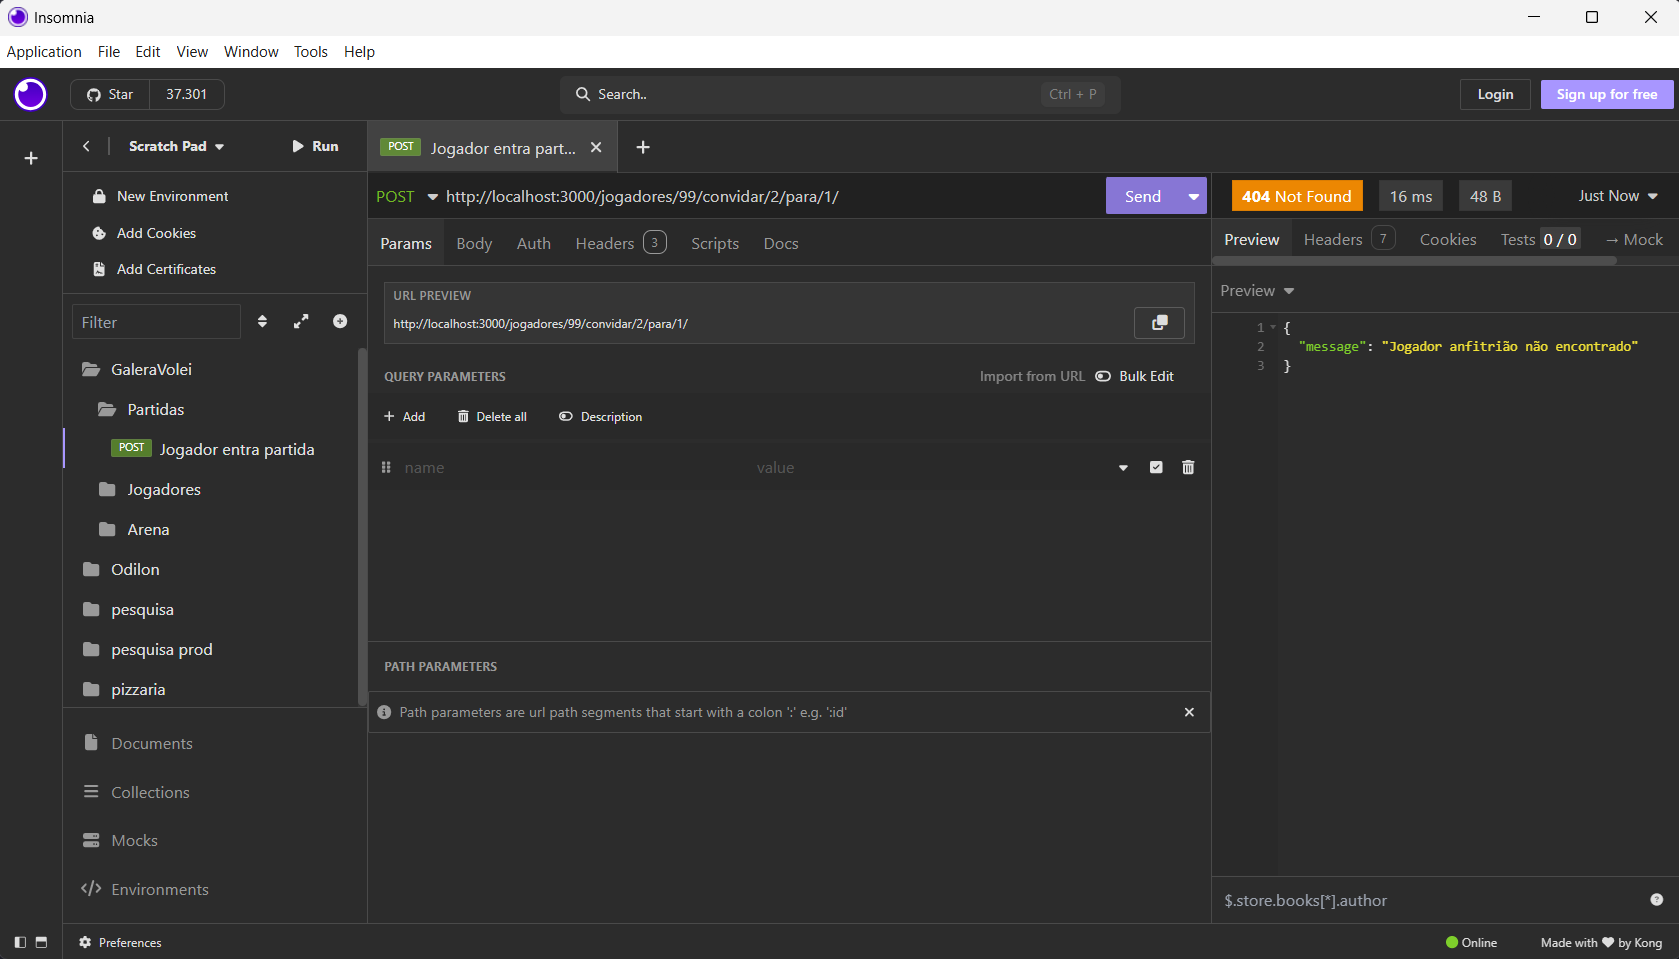 Insomnia
Application File Edit View Window Tools Help
Star 37.301
Search.. Ctrl + P
Login Sign up for free
Scratch Pad Run
POST Jogador entra part...
New Environment
Add Cookies
Add Certificates
Filter
GaleraVolei
Partidas
POST Jogador entra partida
Jogadores
Arena
Odilon
pesquisa
pesquisa prod
pizzaria
Documents
Collections
Mocks
Environments
Preferences
POST http://localhost:3000/jogadores/99/convidar/2/para/1/ Send
Params Body Auth Headers 3 Scripts Docs
URL PREVIEW
http://localhost:3000/jogadores/99/convidar/2/para/1/
QUERY PARAMETERS Import from URL Bulk Edit
+ Add Delete all Description
name value
PATH PARAMETERS
Path parameters are url path segments that start with a colon ':' e.g. ':id'
404 Not Found 16 ms 48 B Just Now
Preview Headers 7 Cookies Tests 0 / 0 → Mock
Preview
1 {
2 "message": "Jogador anfitrião não encontrado"
3 }
$.store.books[*].author
Online Made with ♥ by Kong